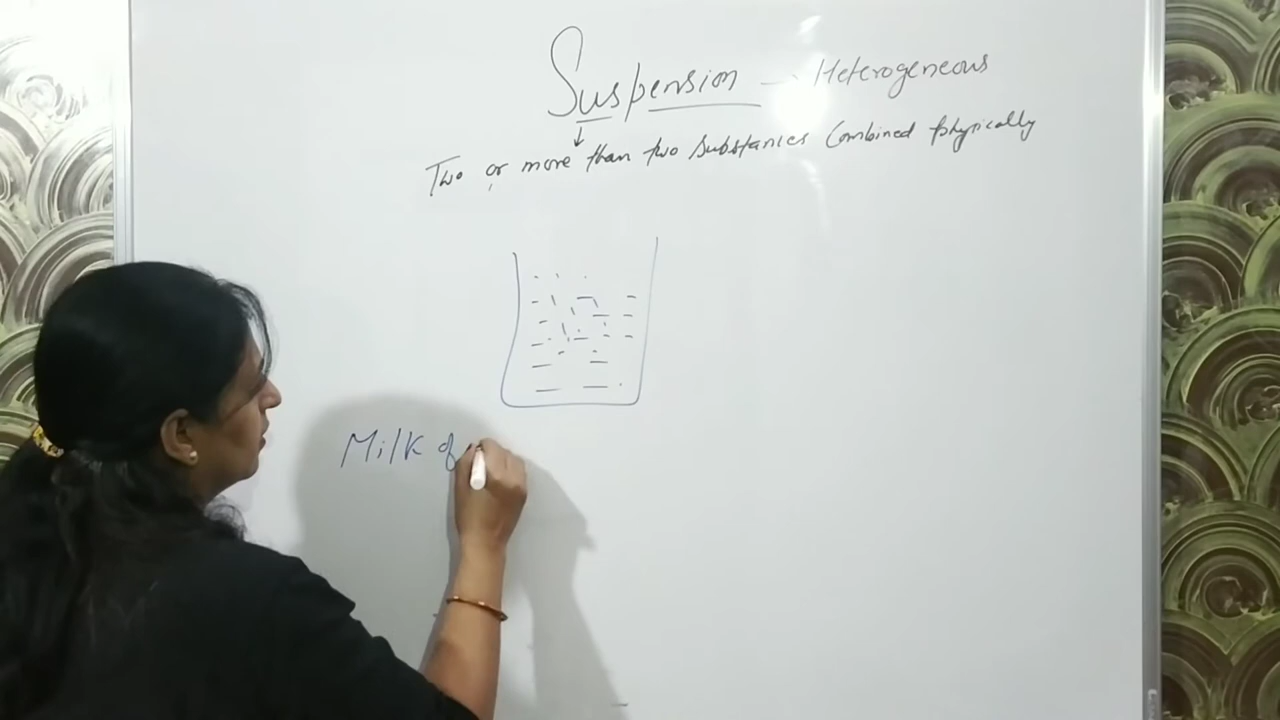 Suspension - Heterogeneous
Two or more than two substances Combined physically
Milk of